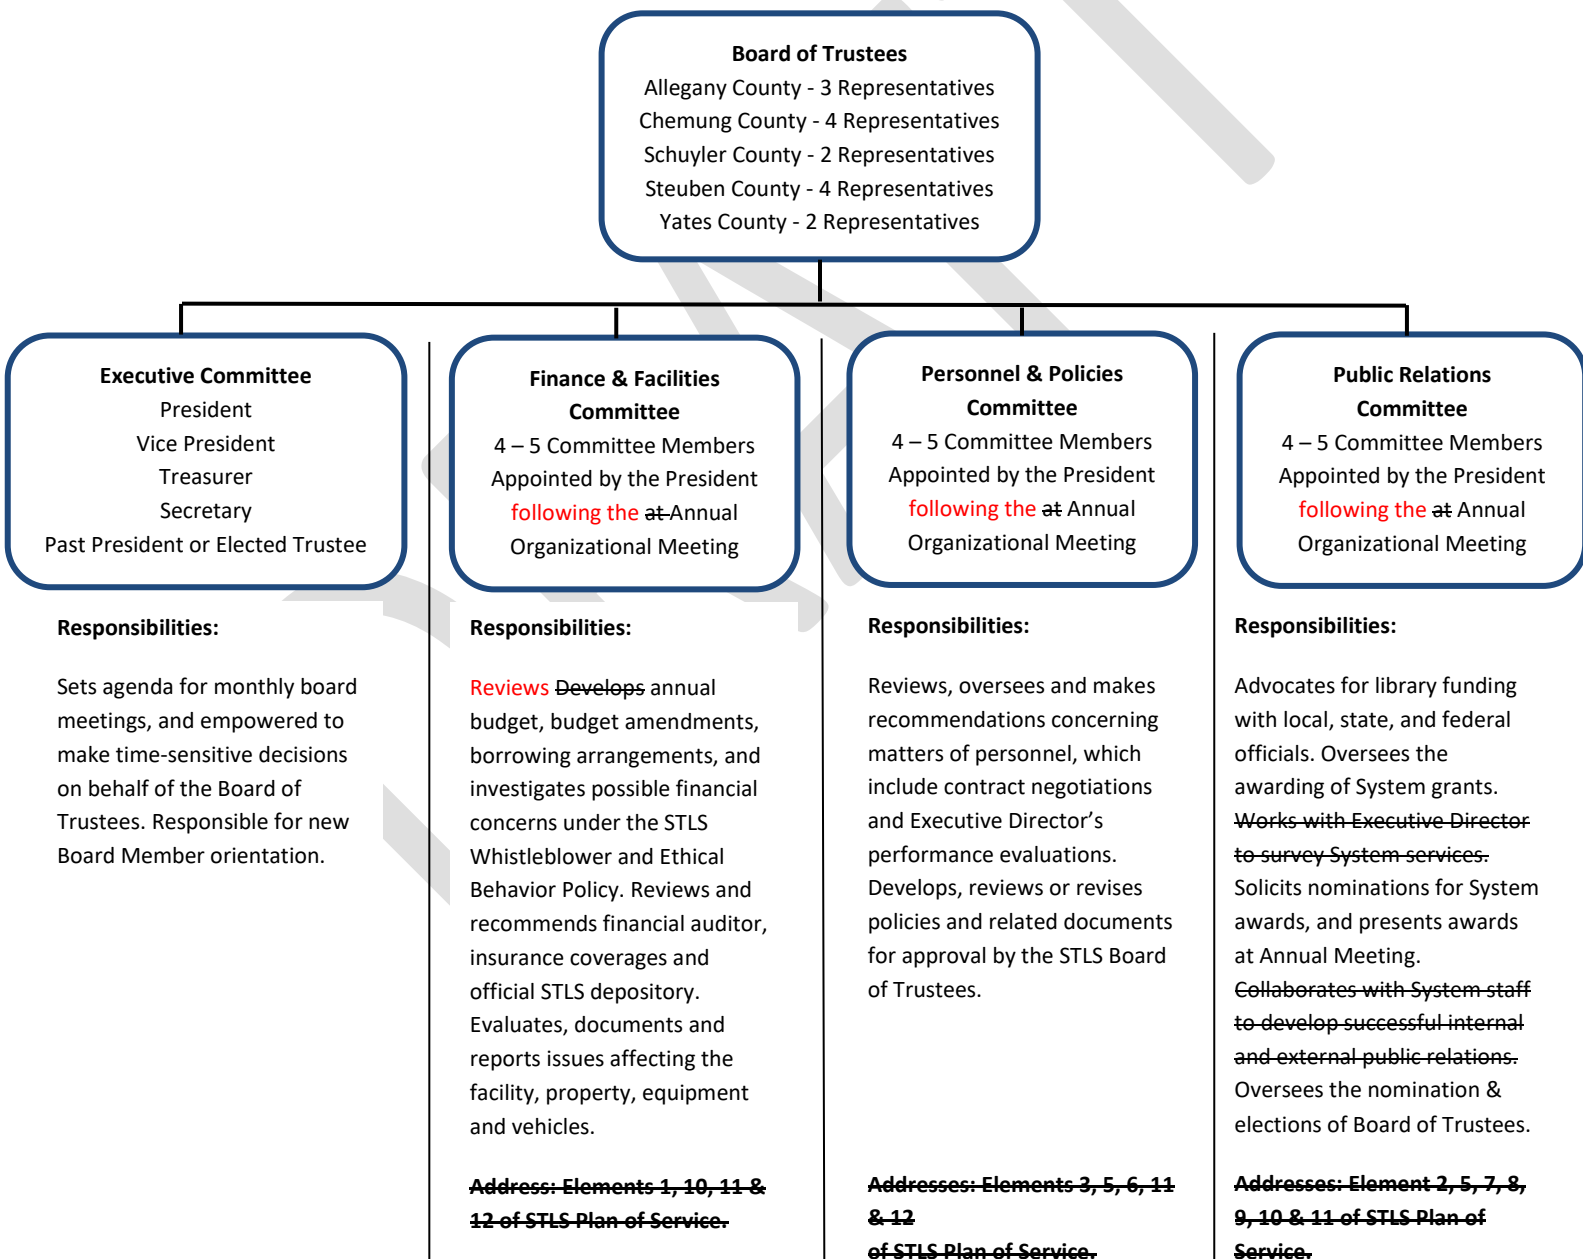 Board of Trustees
Allegany County - 3 Representatives
Chemung County - 4 Representatives
Schuyler County - 2 Representatives
Steuben County - 4 Representatives
Yates County - 2 Representatives
Executive Committee
President
Vice President
Treasurer
Secretary
Past President or Elected Trustee
Finance & Facilities
Committee
4 – 5 Committee Members
Appointed by the President
following the at Annual
Organizational Meeting
Personnel & Policies
Committee
4 – 5 Committee Members
Appointed by the President
following the at Annual
Organizational Meeting
Public Relations
Committee
4 – 5 Committee Members
Appointed by the President
following the at Annual
Organizational Meeting
Responsibilities:
Sets agenda for monthly board
meetings, and empowered to
make time-sensitive decisions
on behalf of the Board of
Trustees. Responsible for new
Board Member orientation.
Responsibilities:
Reviews Develops annual
budget, budget amendments,
borrowing arrangements, and
investigates possible financial
concerns under the STLS
Whistleblower and Ethical
Behavior Policy. Reviews and
recommends financial auditor,
insurance coverages and
official STLS depository.
Evaluates, documents and
reports issues affecting the
facility, property, equipment
and vehicles.
Address: Elements 1, 10, 11 &
12 of STLS Plan of Service.
Responsibilities:
Reviews, oversees and makes
recommendations concerning
matters of personnel, which
include contract negotiations
and Executive Director’s
performance evaluations.
Develops, reviews or revises
policies and related documents
for approval by the STLS Board
of Trustees.
Addresses: Elements 3, 5, 6, 11
& 12
of STLS Plan of Service.
Responsibilities:
Advocates for library funding
with local, state, and federal
officials. Oversees the
awarding of System grants.
Works with Executive Director
to survey System services.
Solicits nominations for System
awards, and presents awards
at Annual Meeting.
Collaborates with System staff
to develop successful internal
and external public relations.
Oversees the nomination &
elections of Board of Trustees.
Addresses: Element 2, 5, 7, 8,
9, 10 & 11 of STLS Plan of
Service.